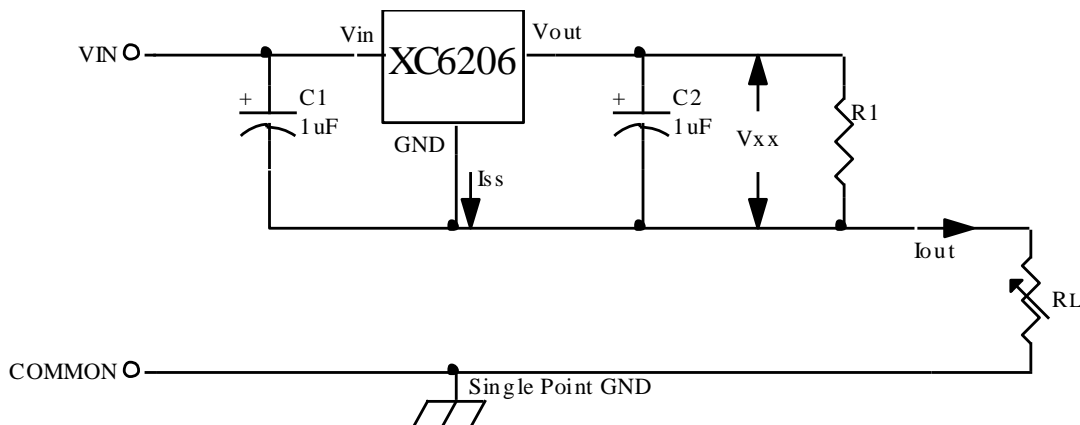 VIN
Vin
XC6206
Vout
+
C1
1uF
GND
Iss
+
C2
1uF
Vxx
R1
Iout
RL
COMMON
Single Point GND